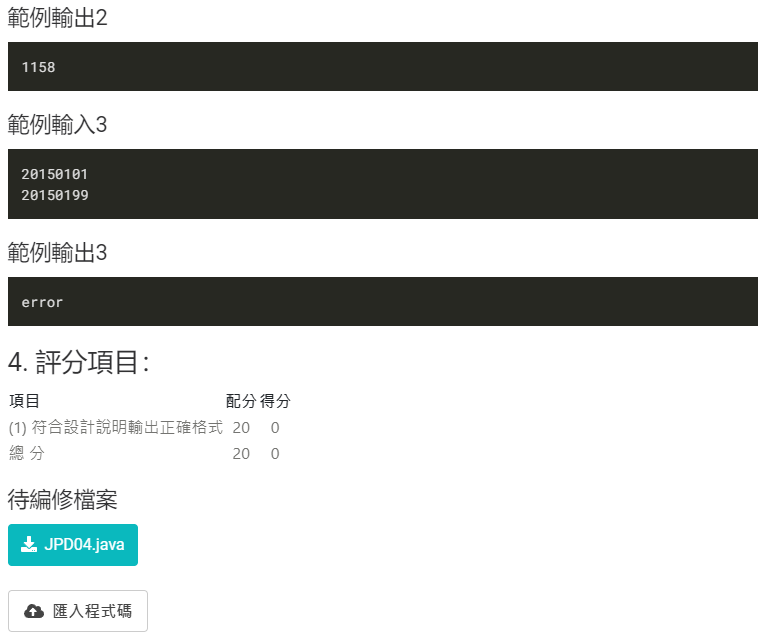 範例輸出2
1158
範例輸入3
20150101
20150199
範例輸出3
error
4. 評分項目：
項目 配分 得分
(1) 符合設計說明輸出正確格式 20 0
總 分 20 0
待編修檔案
JPD04.java
匯入程式碼